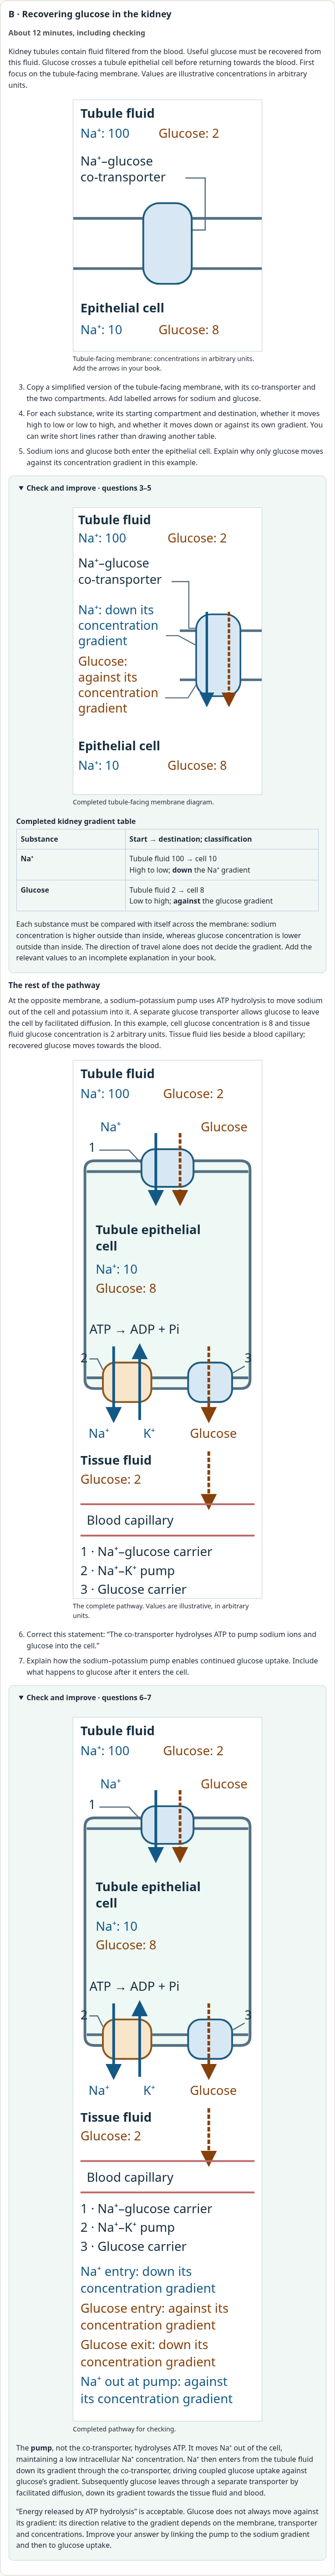 B · Recovering glucose in the kidney
About 12 minutes, including checking
Kidney tubules contain fluid filtered from the blood. Useful glucose must be recovered from
this fluid. Glucose crosses a tubule epithelial cell before returning towards the blood. First
focus on the tubule-facing membrane. Values are illustrative concentrations in arbitrary
units.
Tubule fluid
Na⁺: 100 Glucose: 2
Na⁺–glucose
co-transporter
Epithelial cell
Na⁺: 10 Glucose: 8
Tubule-facing membrane: concentrations in arbitrary units.
Add the arrows in your book.
3. Copy a simplified version of the tubule-facing membrane, with its co-transporter and
the two compartments. Add labelled arrows for sodium and glucose.
4. For each substance, write its starting compartment and destination, whether it moves
high to low or low to high, and whether it moves down or against its own gradient. You
can write short lines rather than drawing another table.
5. Sodium ions and glucose both enter the epithelial cell. Explain why only glucose moves
against its concentration gradient in this example.
▼ Check and improve · questions 3–5
Tubule fluid
Na⁺: 100 Glucose: 2
Na⁺–glucose
co-transporter
Na⁺: down its
concentration
gradient
Glucose:
against its
concentration
gradient
Epithelial cell
Na⁺: 10 Glucose: 8
Completed tubule-facing membrane diagram.
Completed kidney gradient table
Substance Start → destination; classification
Na⁺ Tubule fluid 100 → cell 10
High to low; down the Na⁺ gradient
Glucose Tubule fluid 2 → cell 8
Low to high; against the glucose gradient
Each substance must be compared with itself across the membrane: sodium
concentration is higher outside than inside, whereas glucose concentration is lower
outside than inside. The direction of travel alone does not decide the gradient. Add the
relevant values to an incomplete explanation in your book.
The rest of the pathway
At the opposite membrane, a sodium–potassium pump uses ATP hydrolysis to move sodium
out of the cell and potassium into it. A separate glucose transporter allows glucose to leave
the cell by facilitated diffusion. In this example, cell glucose concentration is 8 and tissue
fluid glucose concentration is 2 arbitrary units. Tissue fluid lies beside a blood capillary;
recovered glucose moves towards the blood.
Tubule fluid
Na⁺: 100 Glucose: 2
Na⁺ Glucose
1
Tubule epithelial
cell
Na⁺: 10
Glucose: 8
ATP → ADP + Pi
2 3
Na⁺ K⁺ Glucose
Tissue fluid
Glucose: 2
Blood capillary
1 · Na⁺–glucose carrier
2 · Na⁺–K⁺ pump
3 · Glucose carrier
The complete pathway. Values are illustrative, in arbitrary
units.
6. Correct this statement: “The co-transporter hydrolyses ATP to pump sodium ions and
glucose into the cell.”
7. Explain how the sodium–potassium pump enables continued glucose uptake. Include
what happens to glucose after it enters the cell.
▼ Check and improve · questions 6–7
Tubule fluid
Na⁺: 100 Glucose: 2
Na⁺ Glucose
1
Tubule epithelial
cell
Na⁺: 10
Glucose: 8
ATP → ADP + Pi
2 3
Na⁺ K⁺ Glucose
Tissue fluid
Glucose: 2
Blood capillary
1 · Na⁺–glucose carrier
2 · Na⁺–K⁺ pump
3 · Glucose carrier
Na⁺ entry: down its
concentration gradient
Glucose entry: against its
concentration gradient
Glucose exit: down its
concentration gradient
Na⁺ out at pump: against
its concentration gradient
Completed pathway for checking.
The pump, not the co-transporter, hydrolyses ATP. It moves Na⁺ out of the cell,
maintaining a low intracellular Na⁺ concentration. Na⁺ then enters from the tubule fluid
down its gradient through the co-transporter, driving coupled glucose uptake against
glucose’s gradient. Subsequently glucose leaves through a separate transporter by
facilitated diffusion, down its gradient towards the tissue fluid and blood.
“Energy released by ATP hydrolysis” is acceptable. Glucose does not always move against
its gradient: its direction relative to the gradient depends on the membrane, transporter
and concentrations. Improve your answer by linking the pump to the sodium gradient
and then to glucose uptake.